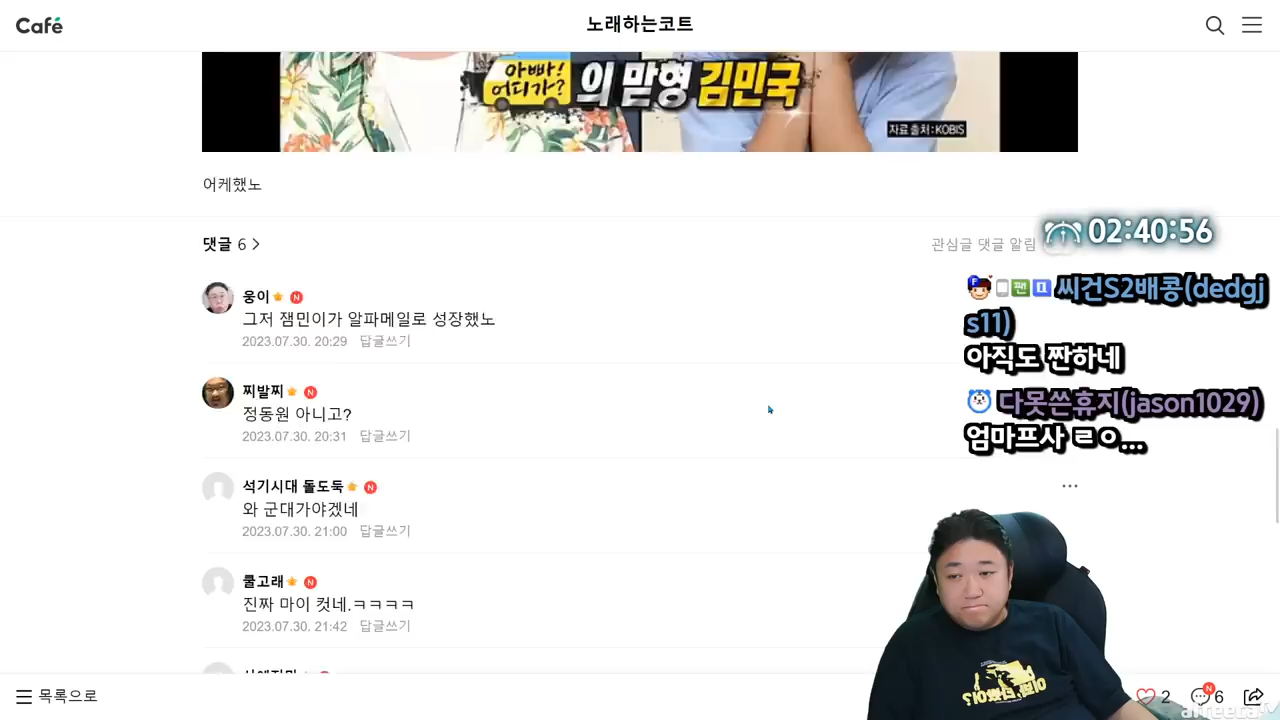 Café
노래하는코트
아빠!
어디가?
의 맏형 김민국
자료 출처:KOBIS
어케했노
댓글 6
관심글 댓글 알림
02:40:56
웅이 N
그저 잼민이가 알파메일로 성장했노
2023.07.30. 20:29 답글쓰기
찌발찌 N
정동원 아니고?
2023.07.30. 20:31 답글쓰기
석기시대 돌도둑 N
와 군대가야겠네
2023.07.30. 21:00 답글쓰기
쿨고래 N
진짜 마이 컷네.ㅋㅋㅋㅋ
2023.07.30. 21:42 답글쓰기
F 팬 씨건S2배콩(dedgj
s11)
아직도 짠하네
다못쓴휴지(jason1029)
엄마프사 ㄹㅇ...
목록으로
2
N
6
afreecaTV